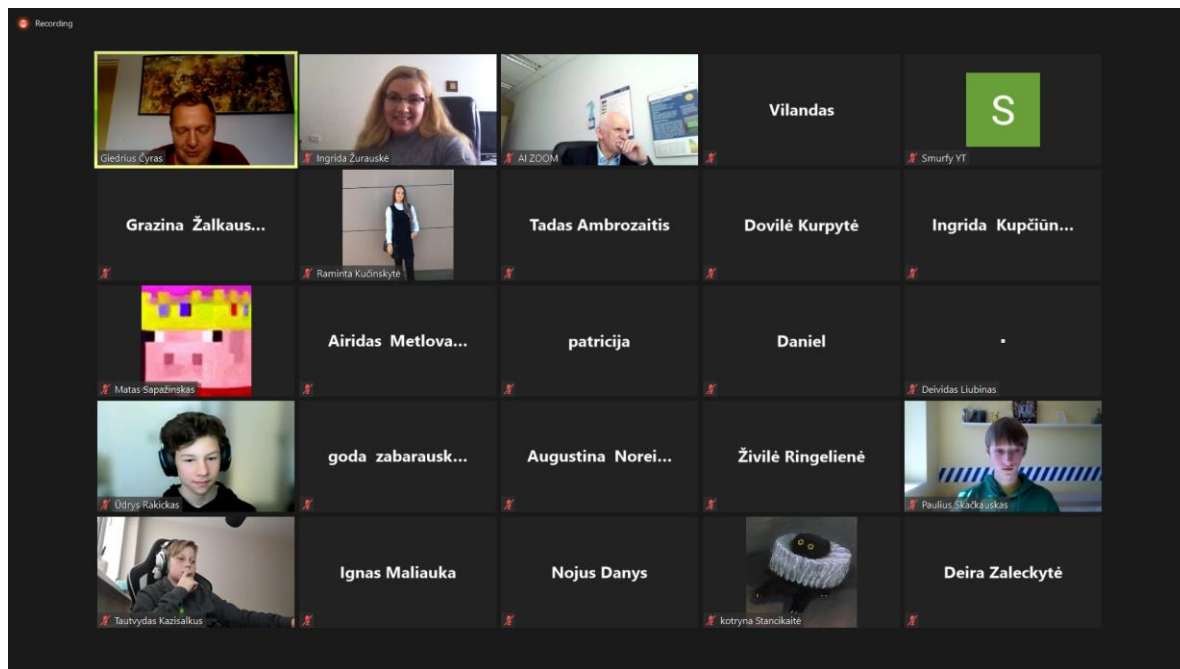 Recording
Giedrius Čyras
Ingrida Žurauskė
AI ZOOM
Vilandas
S
Smurfy YT
Grazina Žalkaus...
Raminta Kučinskytė
Tadas Ambrozaitis
Dovilė Kurpytė
Ingrida Kupčiūn...
Matas Sapažinskas
Airidas Metlova...
patricija
Daniel
.
Deividas Liubinas
Ūdrys Rakickas
goda zabarausk...
Augustina Norei...
Živilė Ringelienė
Paulius Skačkauskas
Tautvydas Kazisalkus
Ignas Maliauka
Nojus Danys
kotryna Stancikaitė
Deira Zaleckytė